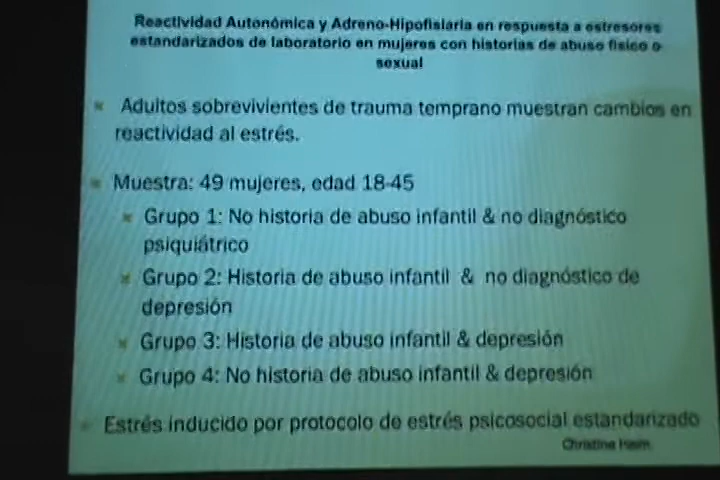 Reactividad Autonómica y Adreno-Hipofisiaria en respuesta a estresores
estandarizados de laboratorio en mujeres con historias de abuso físico o
sexual
Adultos sobrevivientes de trauma temprano muestran cambios en
reactividad al estrés.
Muestra: 49 mujeres, edad 18-45
Grupo 1: No historia de abuso infantil & no diagnóstico
psiquiátrico
Grupo 2: Historia de abuso infantil & no diagnóstico de
depresión
Grupo 3: Historia de abuso infantil & depresión
Grupo 4: No historia de abuso infantil & depresión
Estrés inducido por protocolo de estrés psicosocial estandarizado
Christine Heim